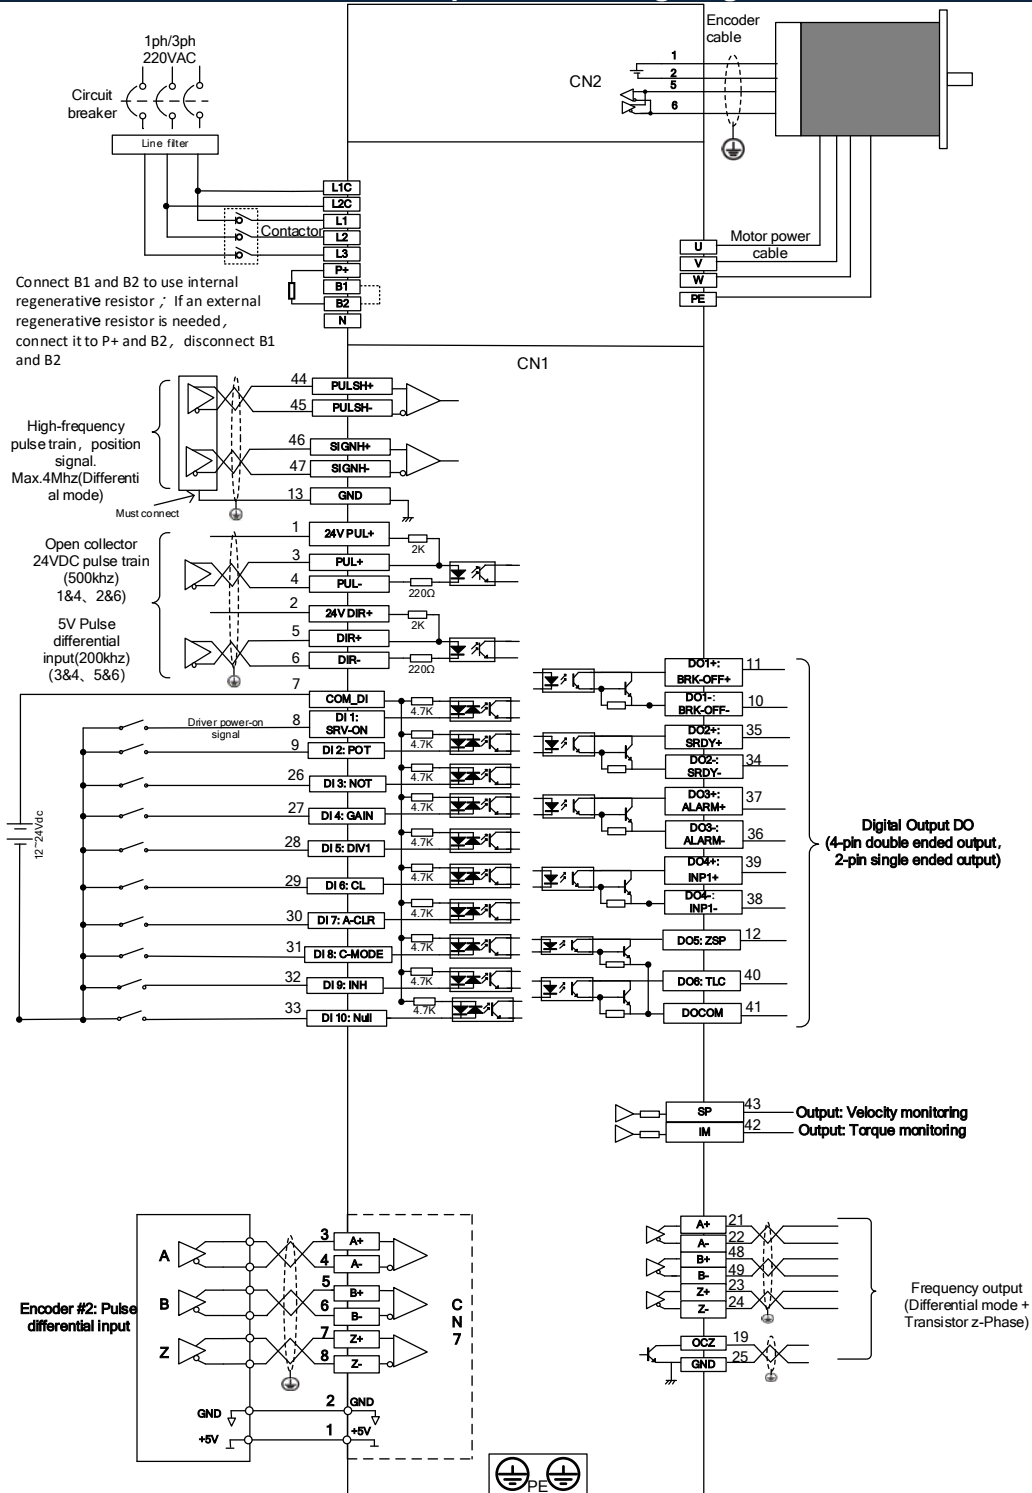 Encoder
cable
1ph/3ph
220VAC
Circuit
breaker
Line filter
CN2
1
2
5
6
L1C
L2C
L1
L2
L3
P+
B1
B2
N
Contactor
U
V
W
PE
Motor power
cable
Connect B1 and B2 to use internal
regenerative resistor ; If an external
regenerative resistor is needed,
connect it to P+ and B2, disconnect B1
and B2
CN1
High-frequency
pulse train, position
signal.
Max.4Mhz(Differenti
al mode)
Must connect
44 PULSH+
45 PULSH-
46 SIGNH+
47 SIGNH-
13 GND
Open collector
24VDC pulse train
(500khz)
1&4、2&6)
5V Pulse
differential
input(200khz)
(3&4、5&6)
1 24V PUL+ 2K
3 PUL+
4 PUL- 220Ω
2 24V DIR+ 2K
5 DIR+
6 DIR- 220Ω
7 COM_DI 4.7K
Driver power-on
signal
8 DI 1:
SRV-ON 4.7K
9 DI 2: POT 4.7K
26 DI 3: NOT 4.7K
27 DI 4: GAIN 4.7K
28 DI 5: DIV1 4.7K
29 DI 6: CL 4.7K
30 DI 7: A-CLR 4.7K
31 DI 8: C-MODE 4.7K
32 DI 9: INH 4.7K
33 DI 10: Null
12~24Vdc
DO1+:
BRK-OFF+ 11
DO1-:
BRK-OFF- 10
DO2+:
SRDY+ 35
DO2-:
SRDY- 34
DO3+:
ALARM+ 37
DO3-:
ALARM- 36
DO4+:
INP1+ 39
DO4-:
INP1- 38
DO5: ZSP 12
DO6: TLC 40
DOCOM 41
Digital Output DO
(4-pin double ended output,
2-pin single ended output)
SP 43 Output: Velocity monitoring
IM 42 Output: Torque monitoring
Encoder #2: Pulse
differential input
A
B
Z
GND
+5V
3 A+
4 A-
5 B+
6 B-
7 Z+
8 Z-
2 GND
1 +5V
C
N
7
A+ 21
A- 22
B+ 48
B- 49
Z+ 23
Z- 24
OCZ 19
GND 25
Frequency output
(Differential mode +
Transistor z-Phase)
PE